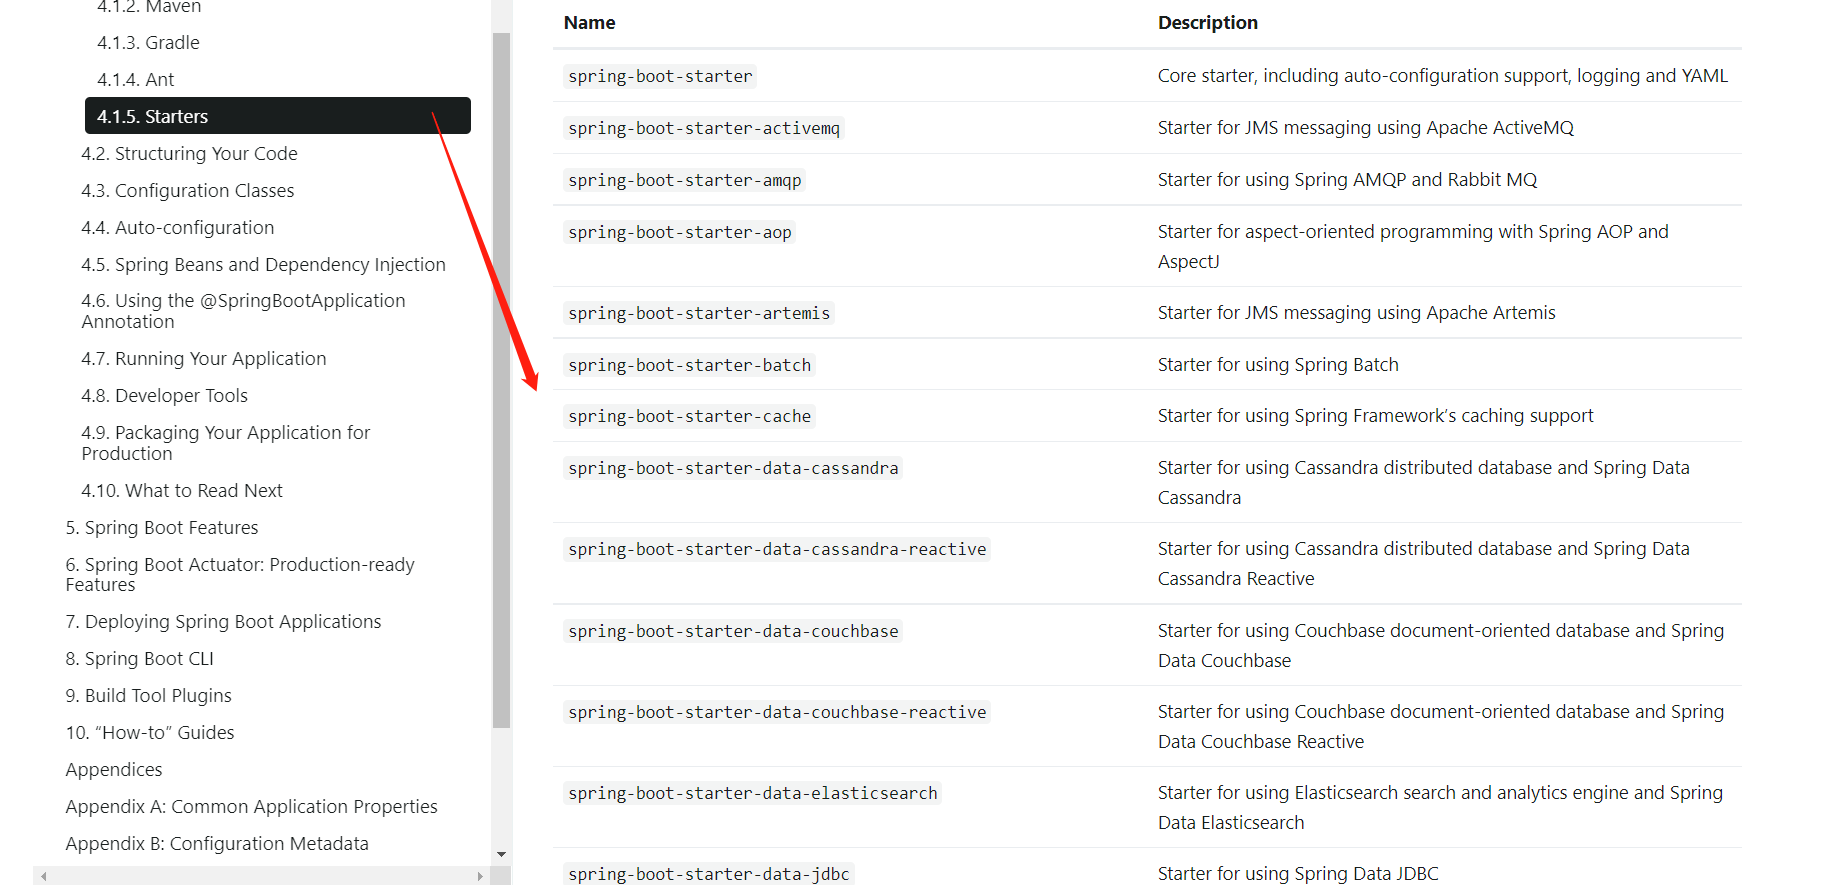 4.1.2. Maven
4.1.3. Gradle
4.1.4. Ant
4.1.5. Starters
4.2. Structuring Your Code
4.3. Configuration Classes
4.4. Auto-configuration
4.5. Spring Beans and Dependency Injection
4.6. Using the @SpringBootApplication
Annotation
4.7. Running Your Application
4.8. Developer Tools
4.9. Packaging Your Application for
Production
4.10. What to Read Next
5. Spring Boot Features
6. Spring Boot Actuator: Production-ready
Features
7. Deploying Spring Boot Applications
8. Spring Boot CLI
9. Build Tool Plugins
10. “How-to” Guides
Appendices
Appendix A: Common Application Properties
Appendix B: Configuration Metadata
Name Description
spring-boot-starter Core starter, including auto-configuration support, logging and YAML
spring-boot-starter-activemq Starter for JMS messaging using Apache ActiveMQ
spring-boot-starter-amqp Starter for using Spring AMQP and Rabbit MQ
spring-boot-starter-aop Starter for aspect-oriented programming with Spring AOP and
AspectJ
spring-boot-starter-artemis Starter for JMS messaging using Apache Artemis
spring-boot-starter-batch Starter for using Spring Batch
spring-boot-starter-cache Starter for using Spring Framework’s caching support
spring-boot-starter-data-cassandra Starter for using Cassandra distributed database and Spring Data
Cassandra
spring-boot-starter-data-cassandra-reactive Starter for using Cassandra distributed database and Spring Data
Cassandra Reactive
spring-boot-starter-data-couchbase Starter for using Couchbase document-oriented database and Spring
Data Couchbase
spring-boot-starter-data-couchbase-reactive Starter for using Couchbase document-oriented database and Spring
Data Couchbase Reactive
spring-boot-starter-data-elasticsearch Starter for using Elasticsearch search and analytics engine and Spring
Data Elasticsearch
spring-boot-starter-data-jdbc Starter for using Spring Data JDBC